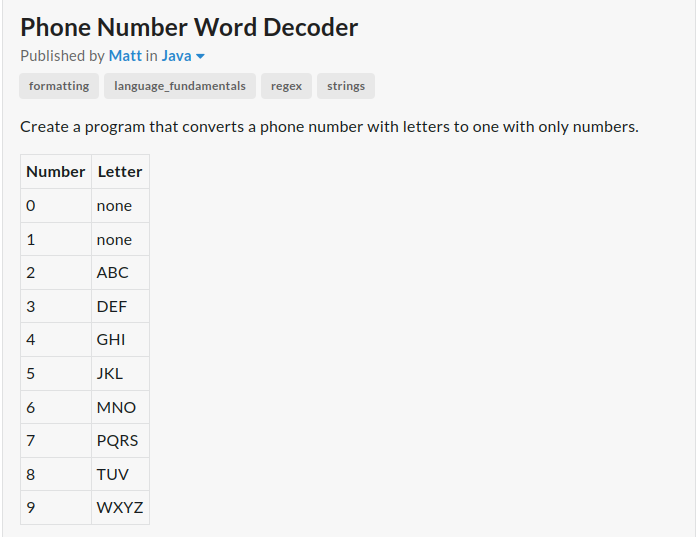 Phone Number Word Decoder
Published by Matt in Java
formatting language_fundamentals regex strings
Create a program that converts a phone number with letters to one with only numbers.
Number Letter
0 none
1 none
2 ABC
3 DEF
4 GHI
5 JKL
6 MNO
7 PQRS
8 TUV
9 WXYZ